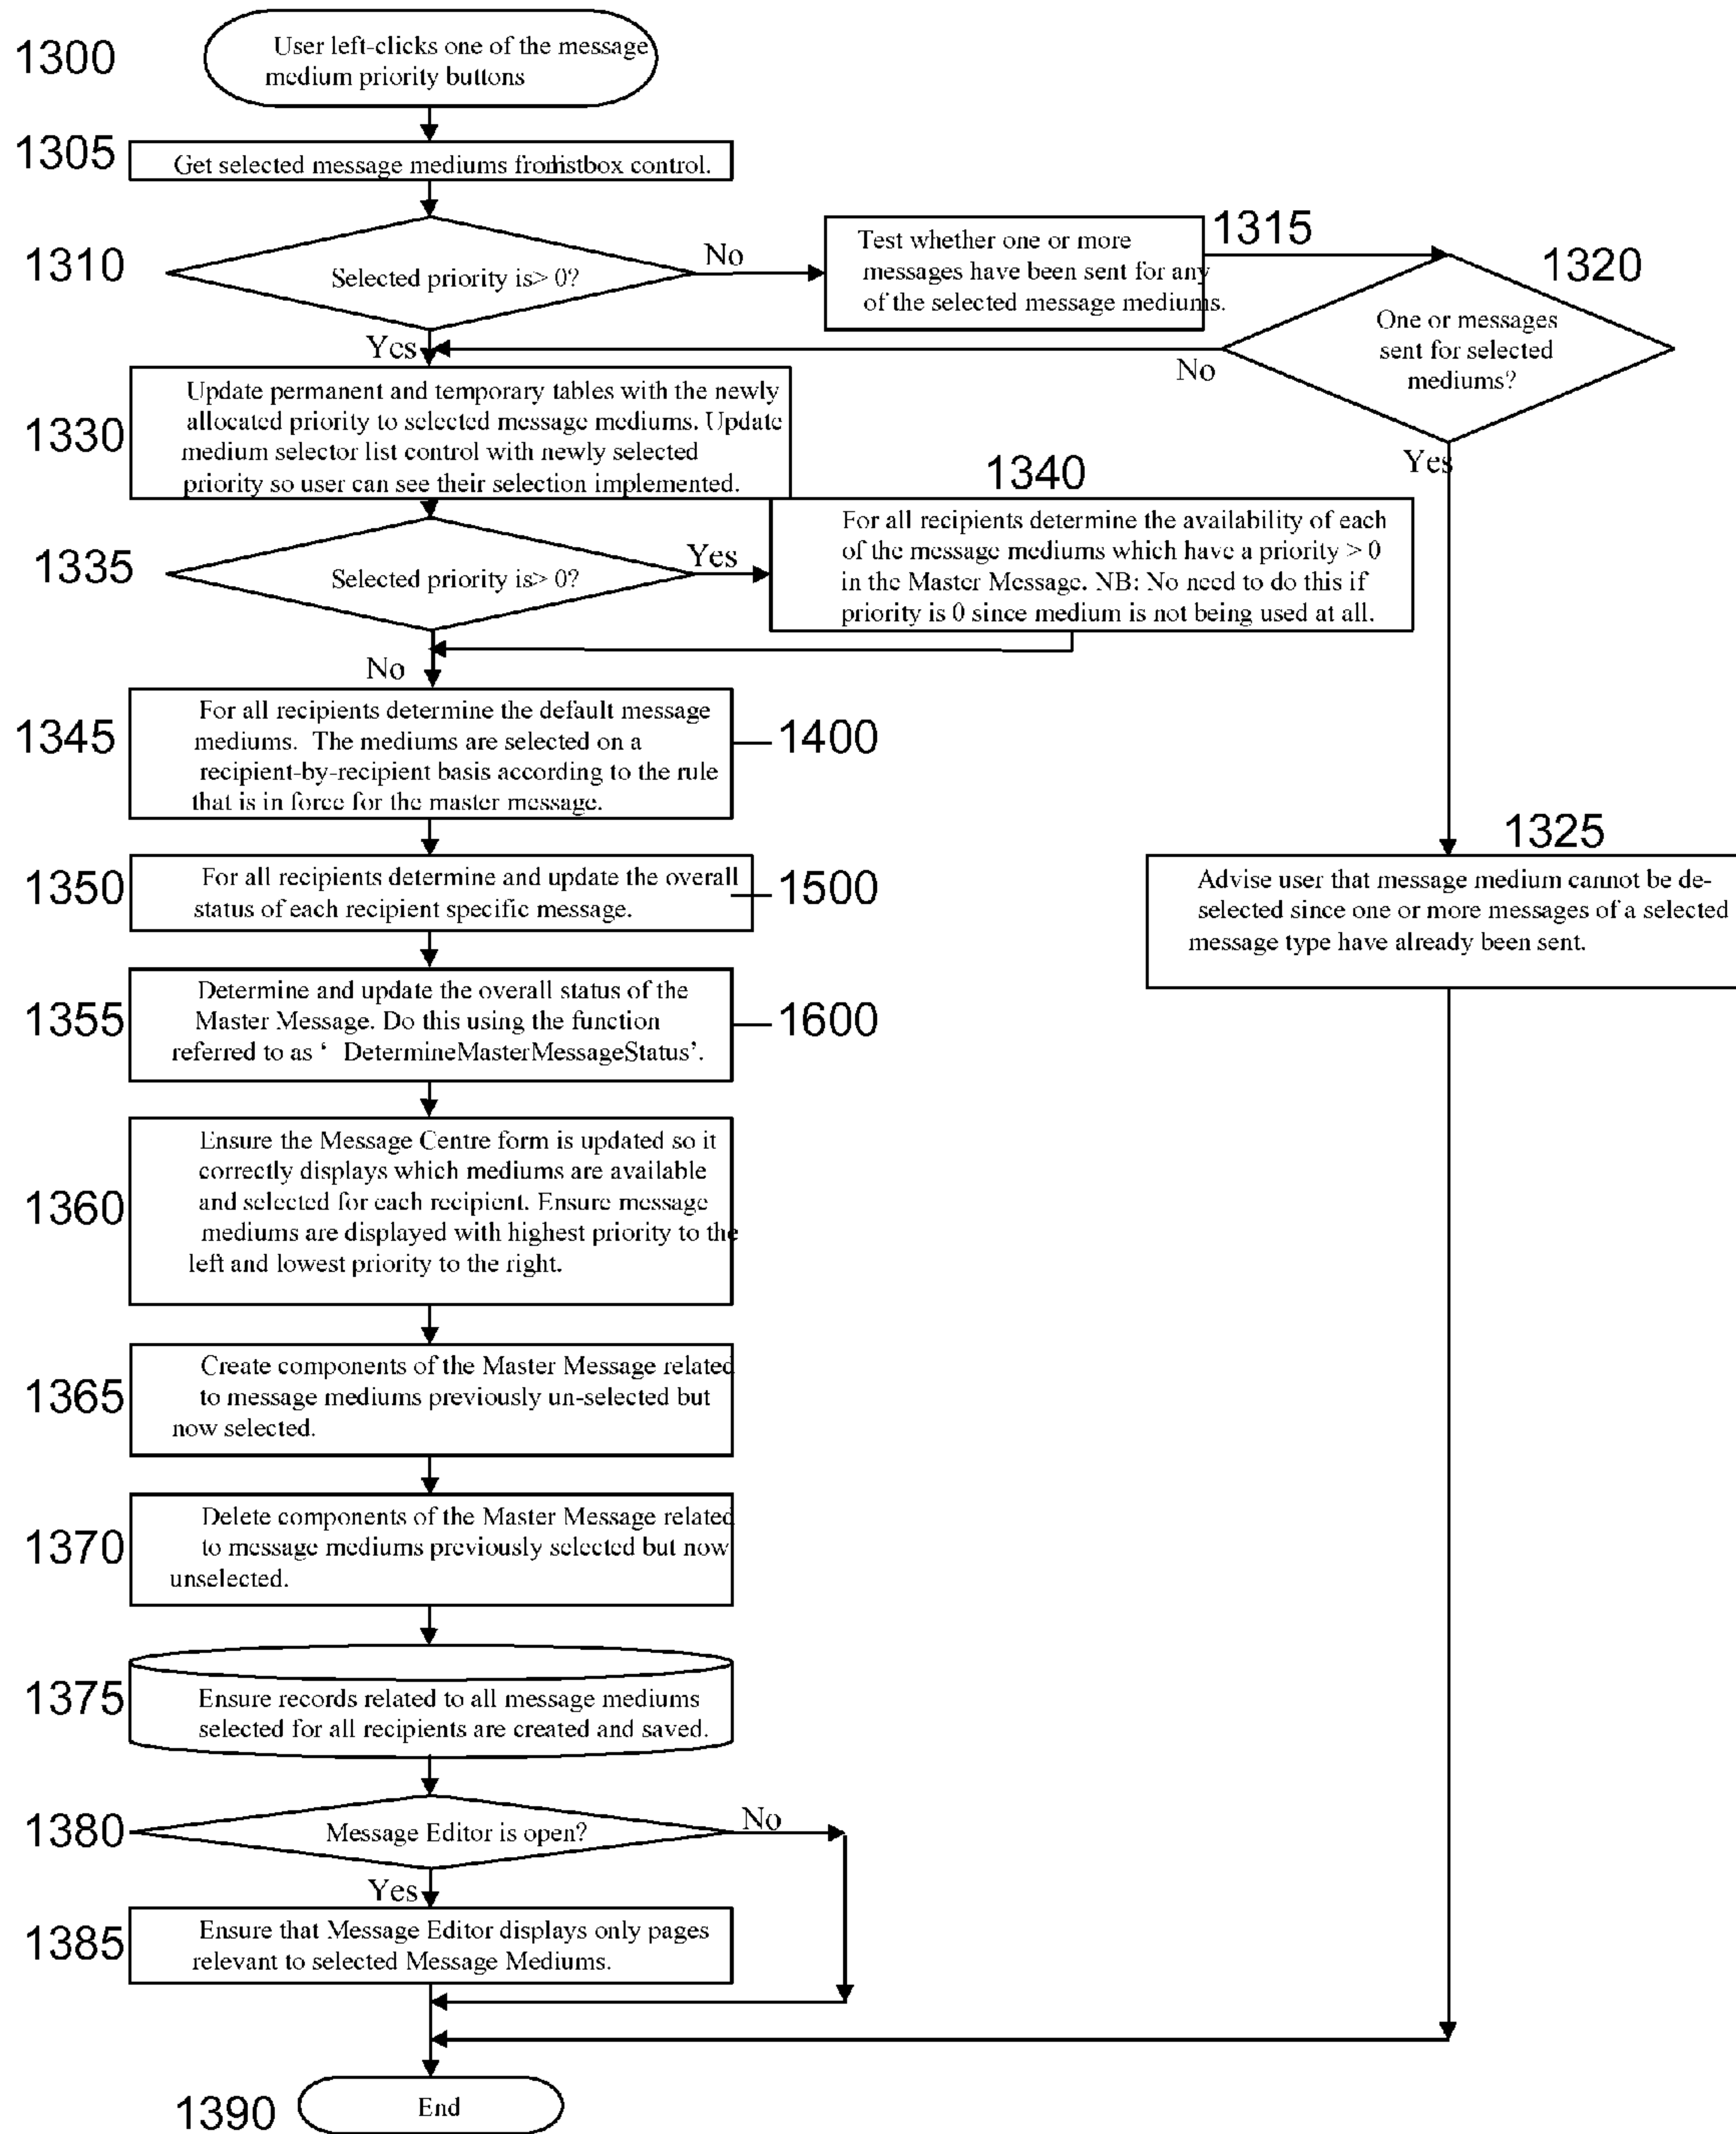 1300
User left-clicks one of the message
medium priority buttons
1305
Get selected message mediums from listbox control.
1310
Selected priority is> 0?
No
Test whether one or more
messages have been sent for any
of the selected message mediums.
1315
1320
One or messages
sent for selected
mediums?
No
Yes
Yes
1330
Update permanent and temporary tables with the newly
allocated priority to selected message mediums. Update
medium selector list control with newly selected
priority so user can see their selection implemented.
1335
Selected priority is> 0?
Yes
1340
For all recipients determine the availability of each
of the message mediums which have a priority > 0
in the Master Message. NB: No need to do this if
priority is 0 since medium is not being used at all.
No
1345
For all recipients determine the default message
mediums. The mediums are selected on a
recipient-by-recipient basis according to the rule
that is in force for the master message.
1400
1325
Advise user that message medium cannot be de-
selected since one or more messages of a selected
message type have already been sent.
1350
For all recipients determine and update the overall
status of each recipient specific message.
1500
1355
Determine and update the overall status of the
Master Message. Do this using the function
referred to as ‘ DetermineMasterMessageStatus’.
1600
1360
Ensure the Message Centre form is updated so it
correctly displays which mediums are available
and selected for each recipient. Ensure message
mediums are displayed with highest priority to the
left and lowest priority to the right.
1365
Create components of the Master Message related
to message mediums previously un-selected but
now selected.
1370
Delete components of the Master Message related
to message mediums previously selected but now
unselected.
1375
Ensure records related to all message mediums
selected for all recipients are created and saved.
1380
Message Editor is open?
No
Yes
1385
Ensure that Message Editor displays only pages
relevant to selected Message Mediums.
1390
End